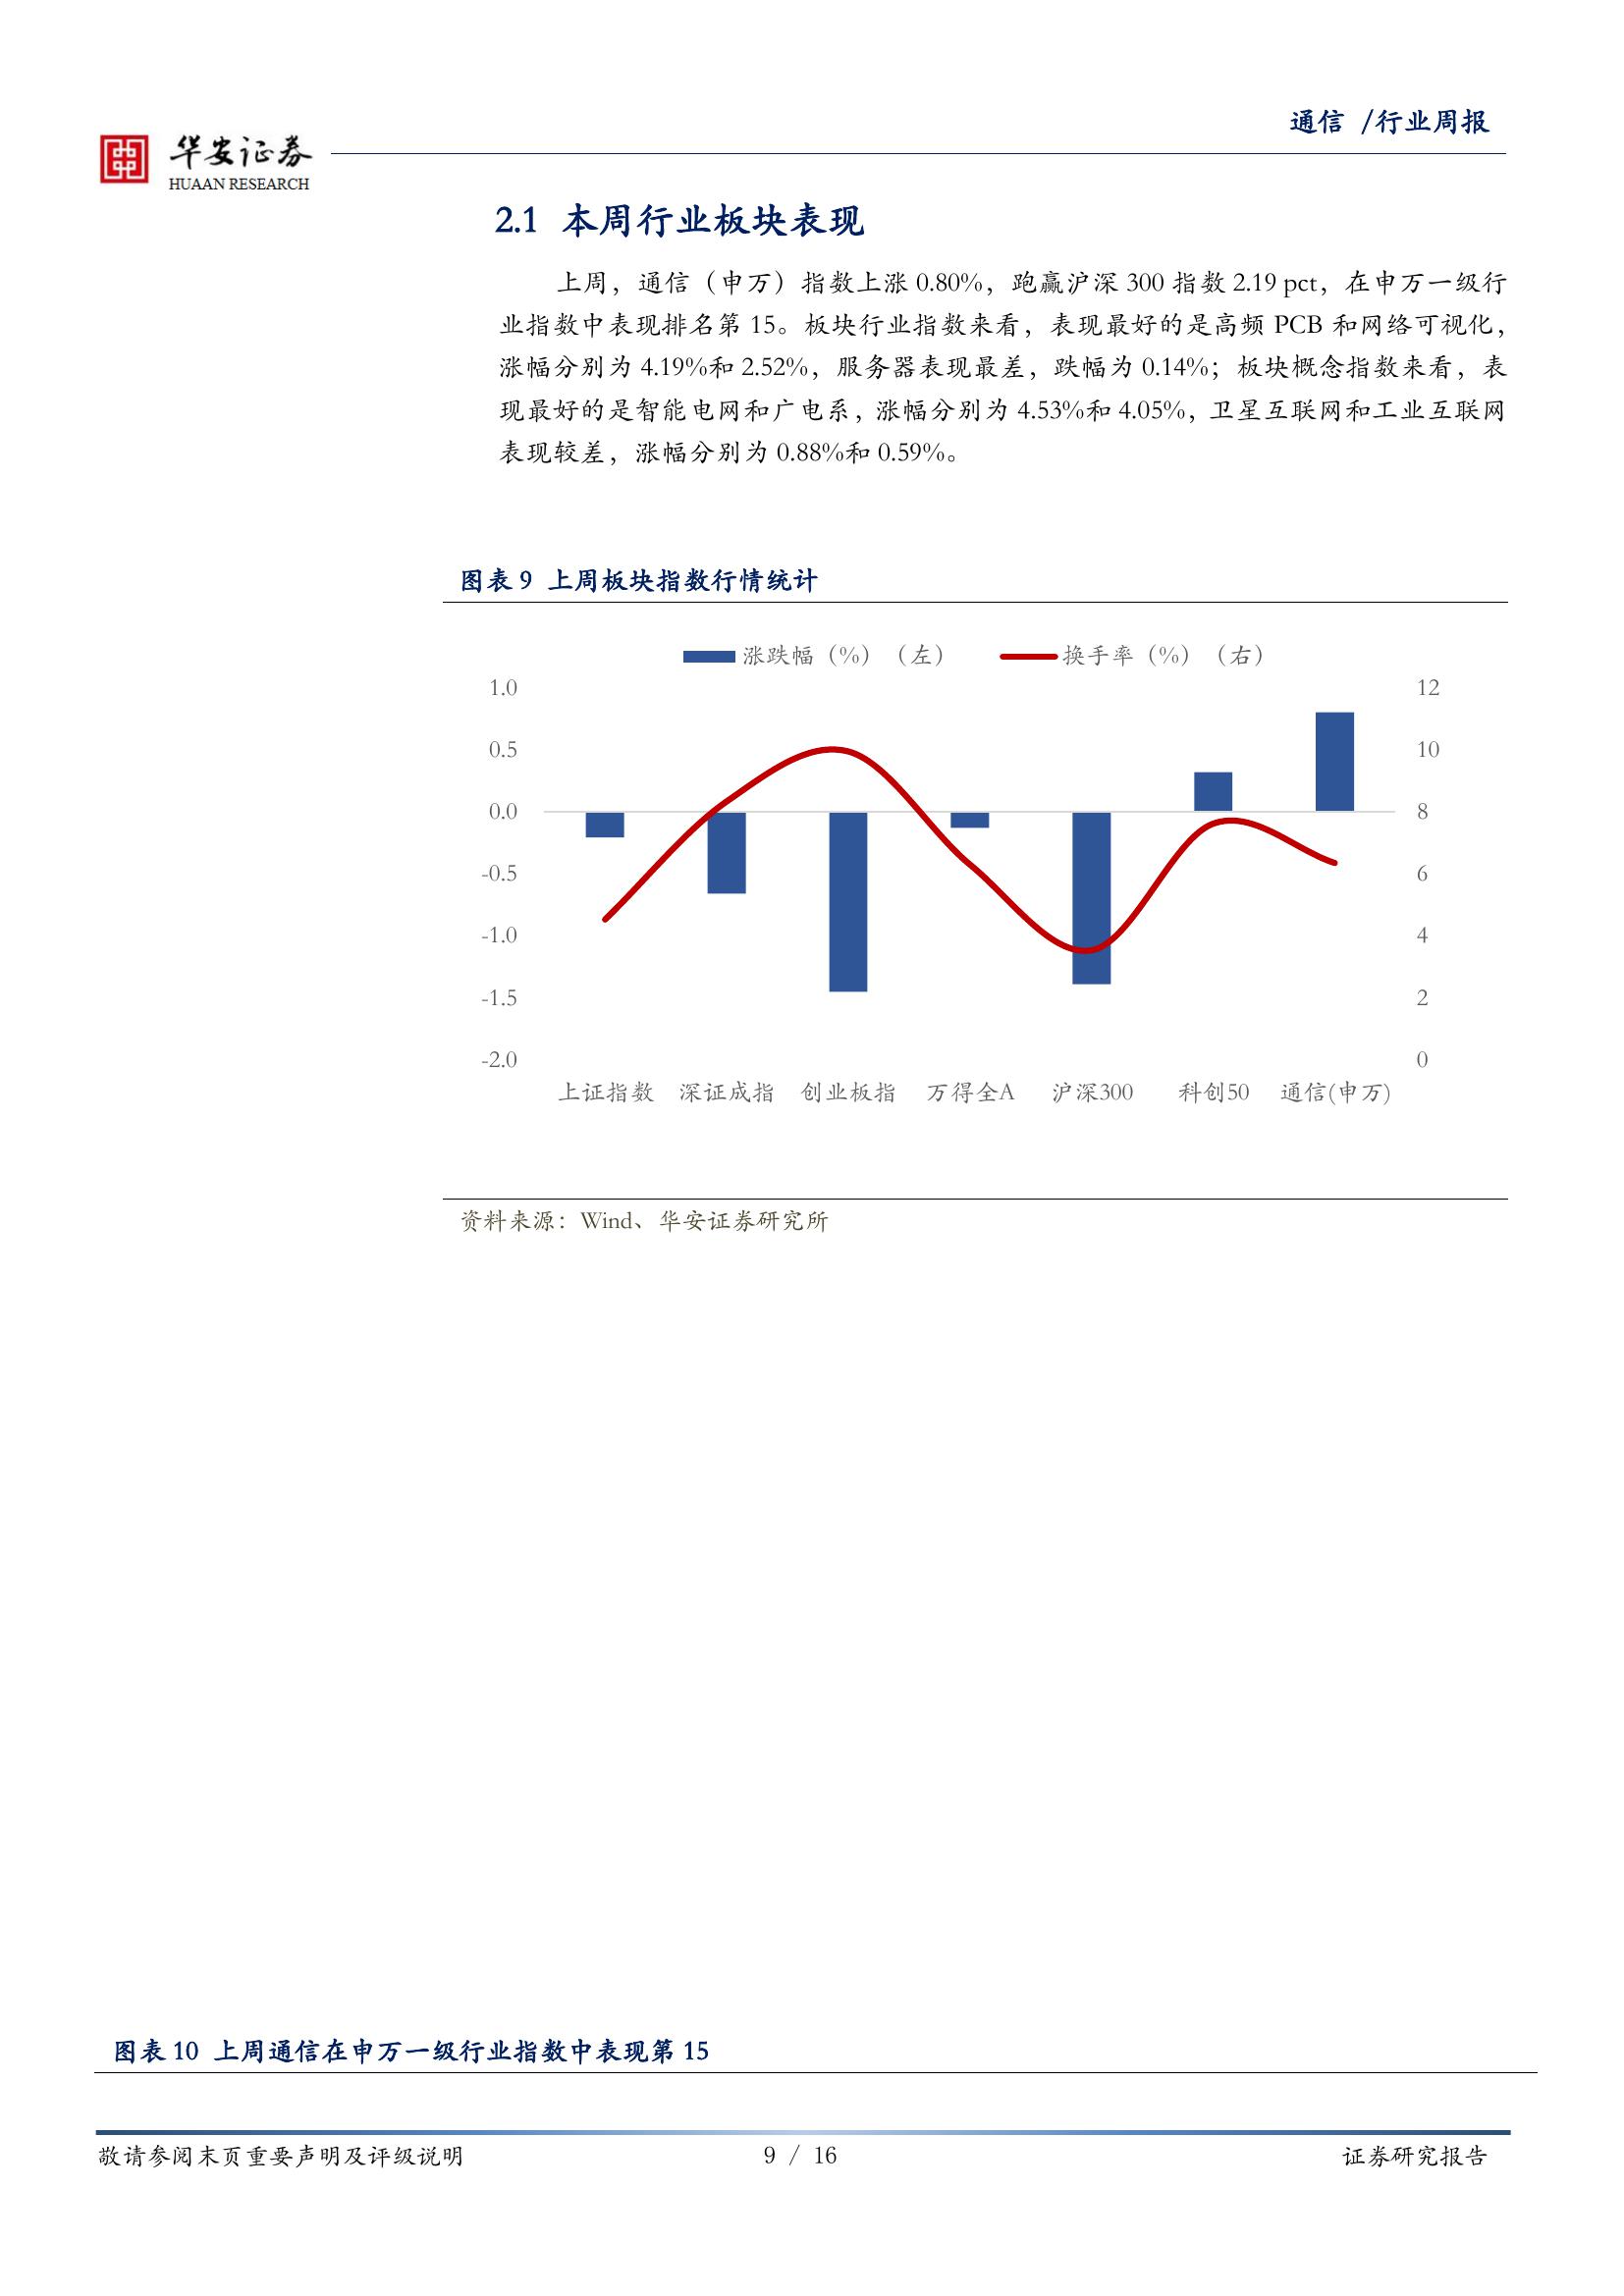 通信 /行业周报
华安证券
HUAAN RESEARCH
2.1 本周行业板块表现
上周，通信（申万）指数上涨 0.80%，跑赢沪深 300 指数 2.19 pct，在申万一级行
业指数中表现排名第 15。板块行业指数来看，表现最好的是高频 PCB 和网络可视化，
涨幅分别为 4.19%和 2.52%，服务器表现最差，跌幅为 0.14%；板块概念指数来看，表
现最好的是智能电网和广电系，涨幅分别为 4.53%和 4.05%，卫星互联网和工业互联网
表现较差，涨幅分别为 0.88%和 0.59%。
图表 9 上周板块指数行情统计
涨跌幅（%）（左） 换手率（%）（右）
1.0 12
0.5 10
0.0 8
-0.5 6
-1.0 4
-1.5 2
-2.0 0
上证指数 深证成指 创业板指 万得全A 沪深300 科创50 通信(申万)
资料来源：Wind、华安证券研究所
图表 10 上周通信在申万一级行业指数中表现第 15
敬请参阅末页重要声明及评级说明 9 / 16 证券研究报告